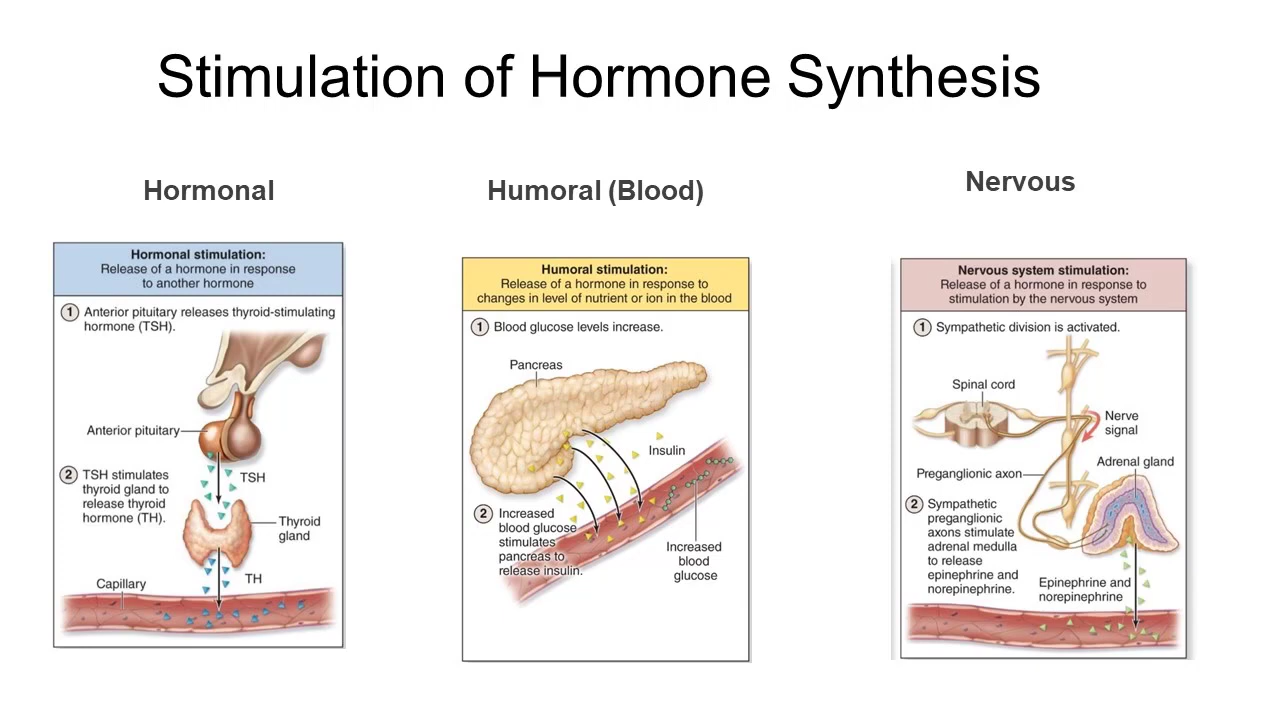 Stimulation of Hormone Synthesis
Hormonal
Humoral (Blood)
Nervous
Hormonal stimulation:
Release of a hormone in response
to another hormone
1 Anterior pituitary releases thyroid-stimulating
hormone (TSH).
Anterior pituitary
2 TSH stimulates
thyroid gland to
release thyroid
hormone (TH).
TSH
Thyroid
gland
TH
Capillary
Humoral stimulation:
Release of a hormone in response to
changes in level of nutrient or ion in the blood
1 Blood glucose levels increase.
Pancreas
Insulin
2 Increased
blood glucose
stimulates
pancreas to
release insulin.
Increased
blood
glucose
Nervous system stimulation:
Release of a hormone in response to
stimulation by the nervous system
1 Sympathetic division is activated.
Spinal cord
Nerve
signal
Preganglionic axon
Adrenal gland
2 Sympathetic
preganglionic
axons stimulate
adrenal medulla
to release
epinephrine and
norepinephrine.
Epinephrine and
norepinephrine